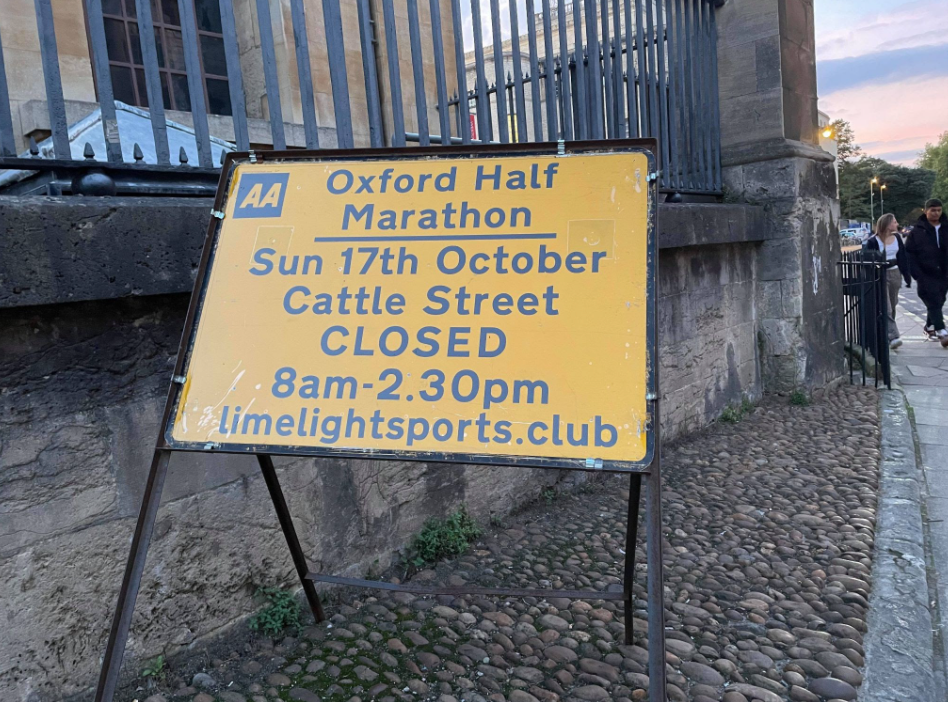 AA
Oxford Half
Marathon
Sun 17th October
Cattle Street
CLOSED
8am-2.30pm
limelightsports.club